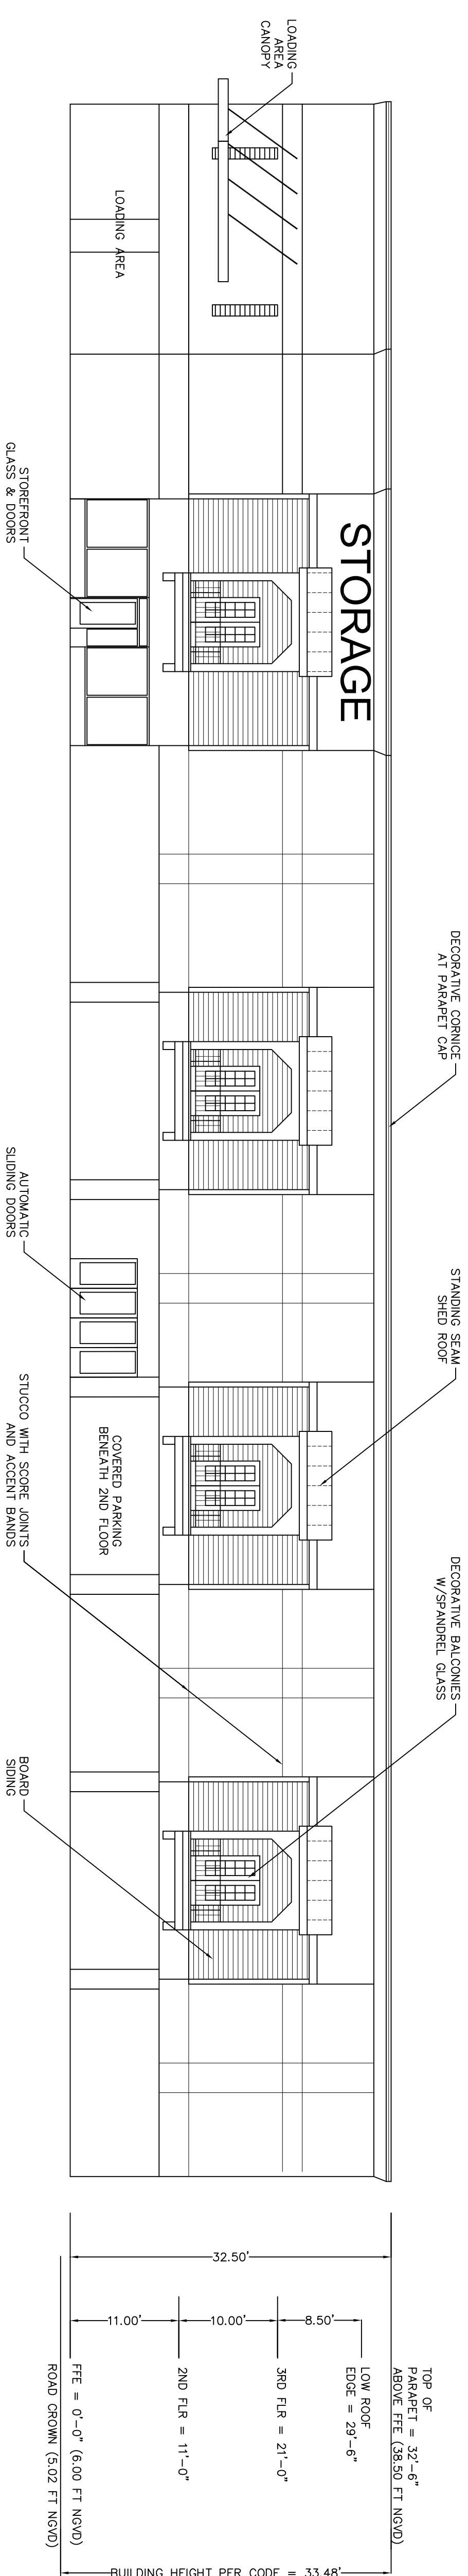 LOADING
AREA
CANOPY
LOADING AREA
STOREFRONT
GLASS & DOORS
STORAGE
DECORATIVE CORNICE
AT PARAPET CAP
AUTOMATIC
SLIDING DOORS
STANDING SEAM
SHED ROOF
COVERED PARKING
BENEATH 2ND FLOOR
STUCCO WITH SCORE JOINTS
AND ACCENT BANDS
DECORATIVE BALCONIES
W/SPANDREL GLASS
BOARD
SIDING
32.50'
11.00'
10.00'
8.50'
TOP OF
PARAPET = 32'-6"
ABOVE FFE (38.50 FT NGVD)
LOW ROOF
EDGE = 29'-6"
3RD FLR = 21'-0"
2ND FLR = 11'-0"
FFE = 0'-0" (6.00 FT NGVD)
ROAD CROWN (5.02 FT NGVD)
BUILDING HEIGHT PER CODE = 33.48'